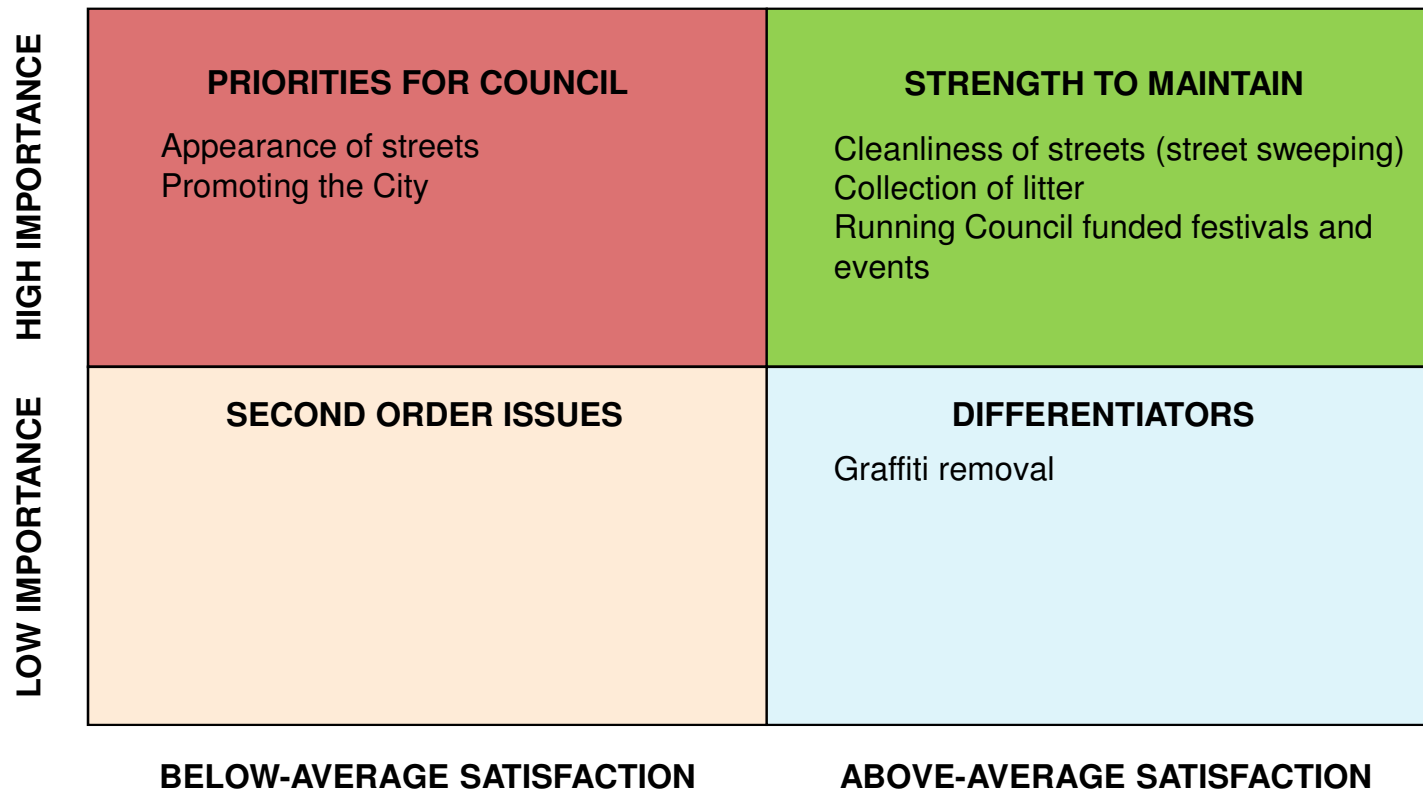 HIGH IMPORTANCE
PRIORITIES FOR COUNCIL
Appearance of streets
Promoting the City
STRENGTH TO MAINTAIN
Cleanliness of streets (street sweeping)
Collection of litter
Running Council funded festivals and
events
LOW IMPORTANCE
SECOND ORDER ISSUES
DIFFERENTIATORS
Graffiti removal
BELOW-AVERAGE SATISFACTION
ABOVE-AVERAGE SATISFACTION